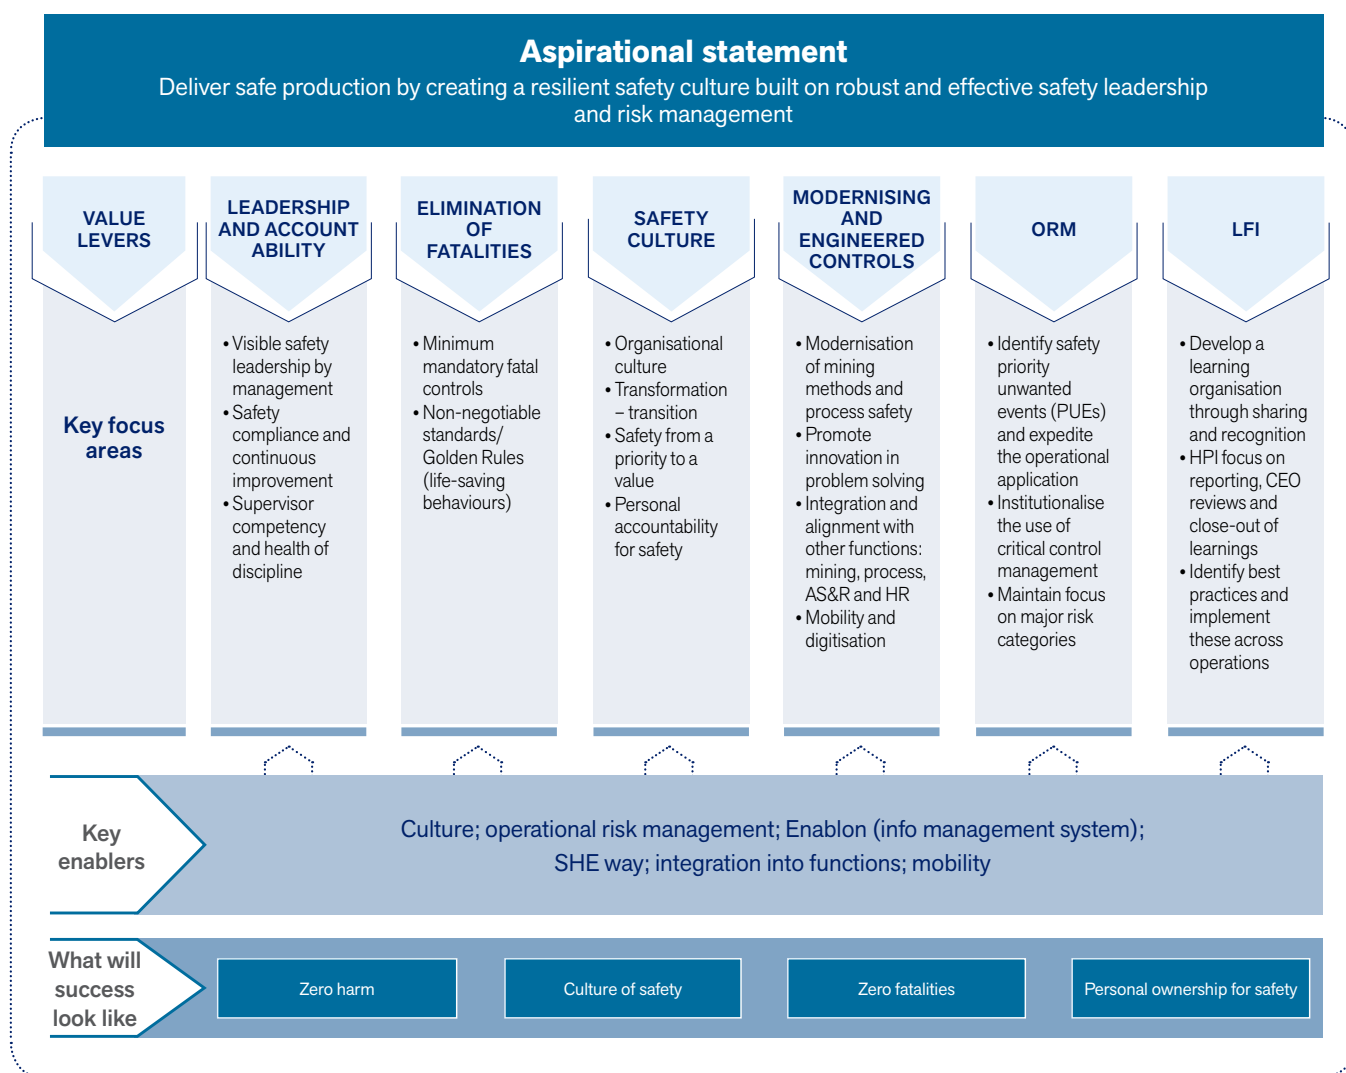 Aspirational statement
Deliver safe production by creating a resilient safety culture built on robust and effective safety leadership
and risk management
VALUE
LEVERS
LEADERSHIP
AND ACCOUNT
ABILITY
ELIMINATION
OF
FATALITIES
SAFETY
CULTURE
MODERNISING
AND
ENGINEERED
CONTROLS
ORM
LFI
Key focus
areas
• Visible safety
leadership by
management
• Safety
compliance and
continuous
improvement
• Supervisor
competency
and health of
discipline
• Minimum
mandatory fatal
controls
• Non-negotiable
standards/
Golden Rules
(life-saving
behaviours)
• Organisational
culture
• Transformation
– transition
• Safety from a
priority to a
value
• Personal
accountability
for safety
• Modernisation
of mining
methods and
process safety
• Promote
innovation in
problem solving
• Integration and
alignment with
other functions:
mining, process,
AS&R and HR
• Mobility and
digitisation
• Identify safety
priority
unwanted
events (PUEs)
and expedite
the operational
application
• Institutionalise
the use of
critical control
management
• Maintain focus
on major risk
categories
• Develop a
learning
organisation
through sharing
and recognition
• HPI focus on
reporting, CEO
reviews and
close-out of
learnings
• Identify best
practices and
implement
these across
operations
Key
enablers
Culture; operational risk management; Enablon (info management system);
SHE way; integration into functions; mobility
What will
success
look like
Zero harm
Culture of safety
Zero fatalities
Personal ownership for safety